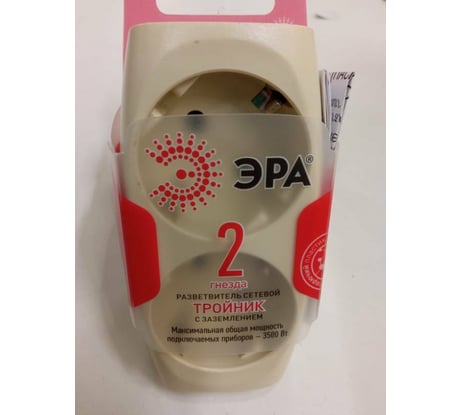 ЭРА®
2
гнезда
РАЗВЕТВИТЕЛЬ СЕТЕВОЙ
ТРОЙНИК
С ЗАЗЕМЛЕНИЕМ
Максимальная общая мощность
подключаемых приборов — 3500 Вт